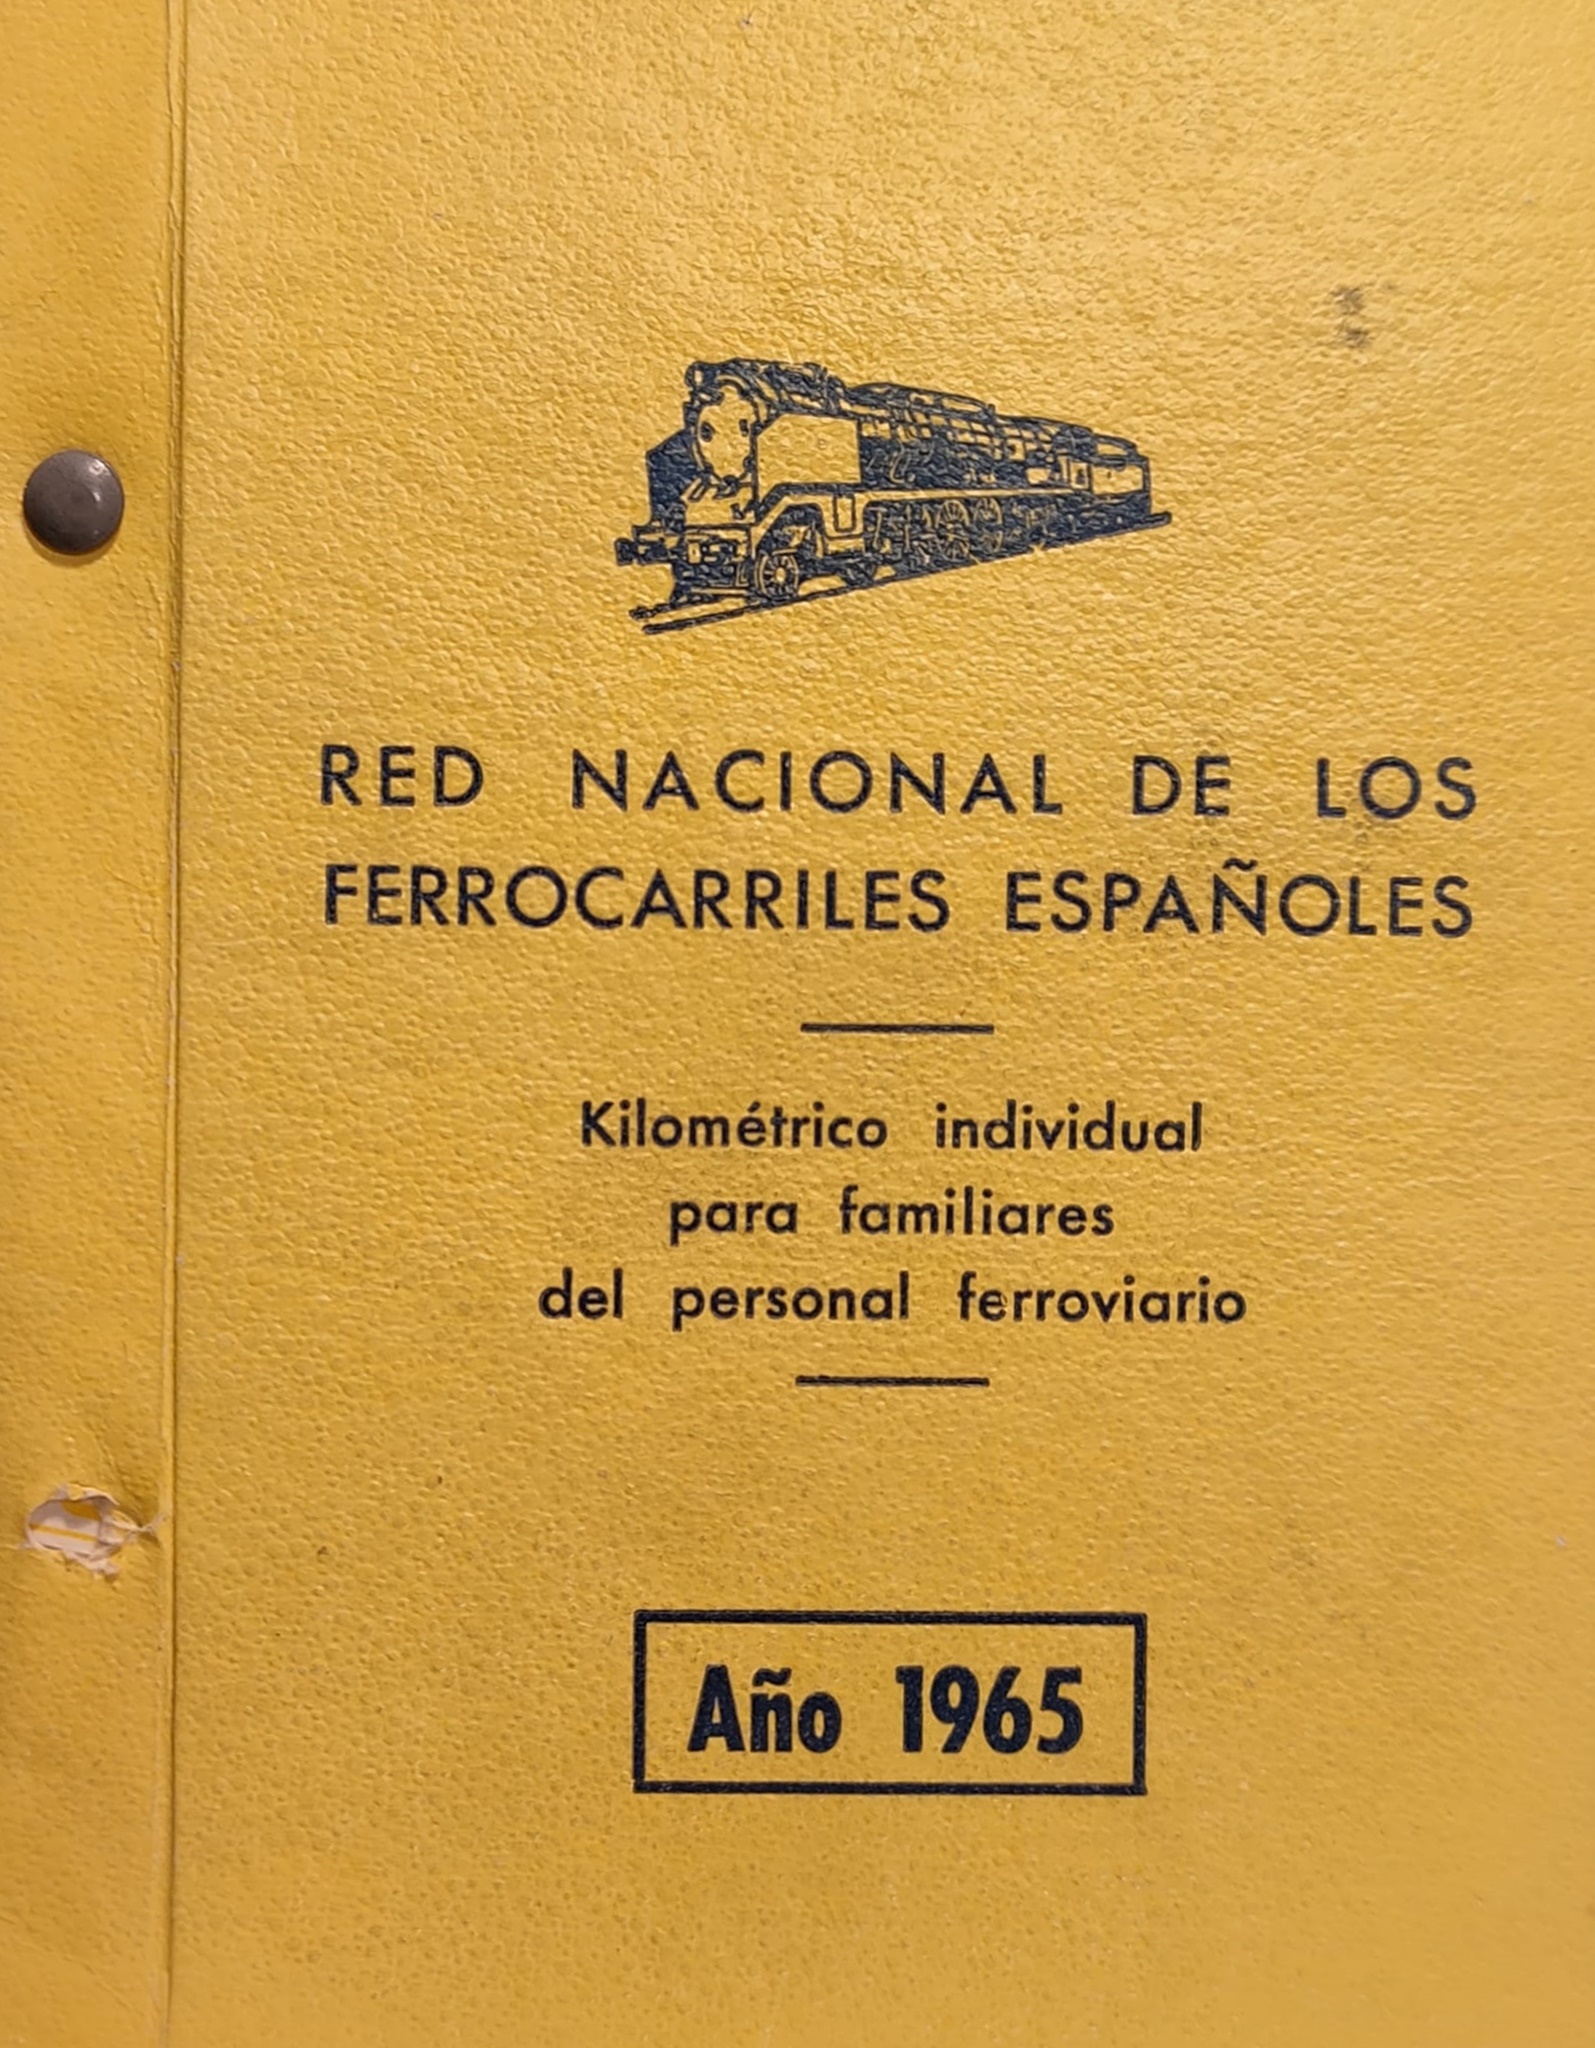 RED NACIONAL DE LOS
FERROCARRILES ESPAÑOLES
Kilométrico individual
para familiares
del personal ferroviario
Año 1965